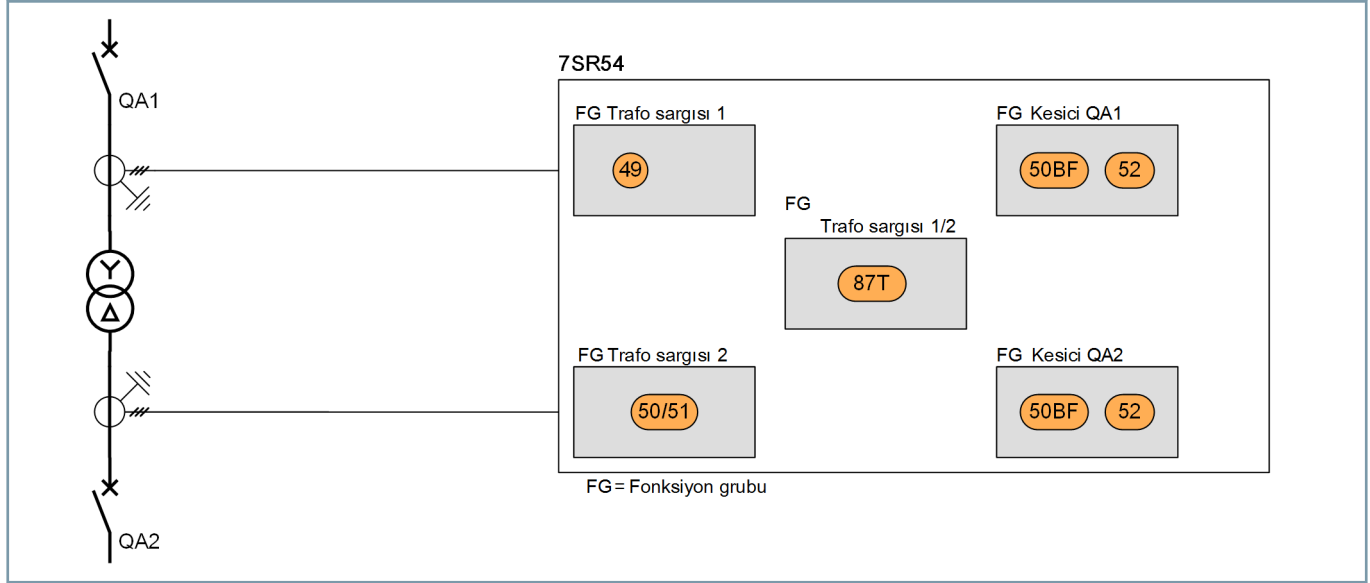 7SR54
QA1
FG Trafo sargısı 1
49
FG Kesici QA1
50BF
52
FG
Trafo sargısı 1/2
87T
FG Trafo sargısı 2
50/51
FG Kesici QA2
50BF
52
FG = Fonksiyon grubu
QA2